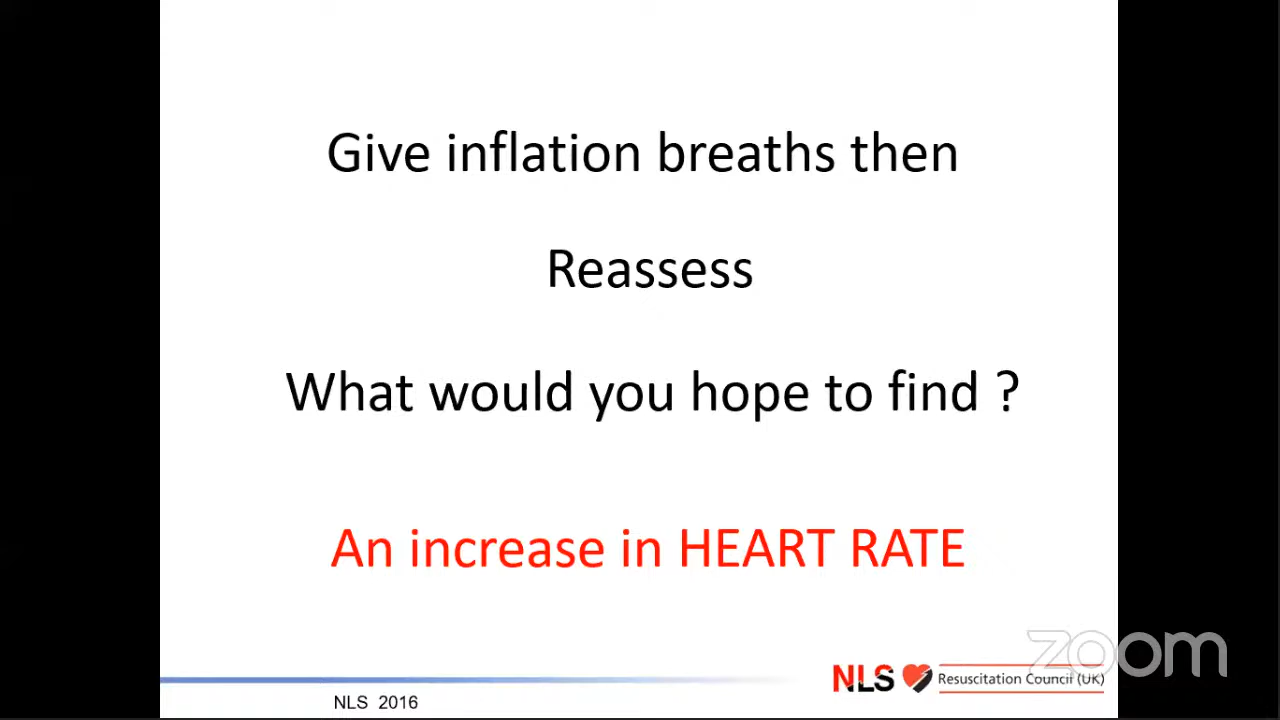 Give inflation breaths then
Reassess
What would you hope to find ?
An increase in HEART RATE
zoom
NLS Resuscitation Council (UK)
NLS 2016